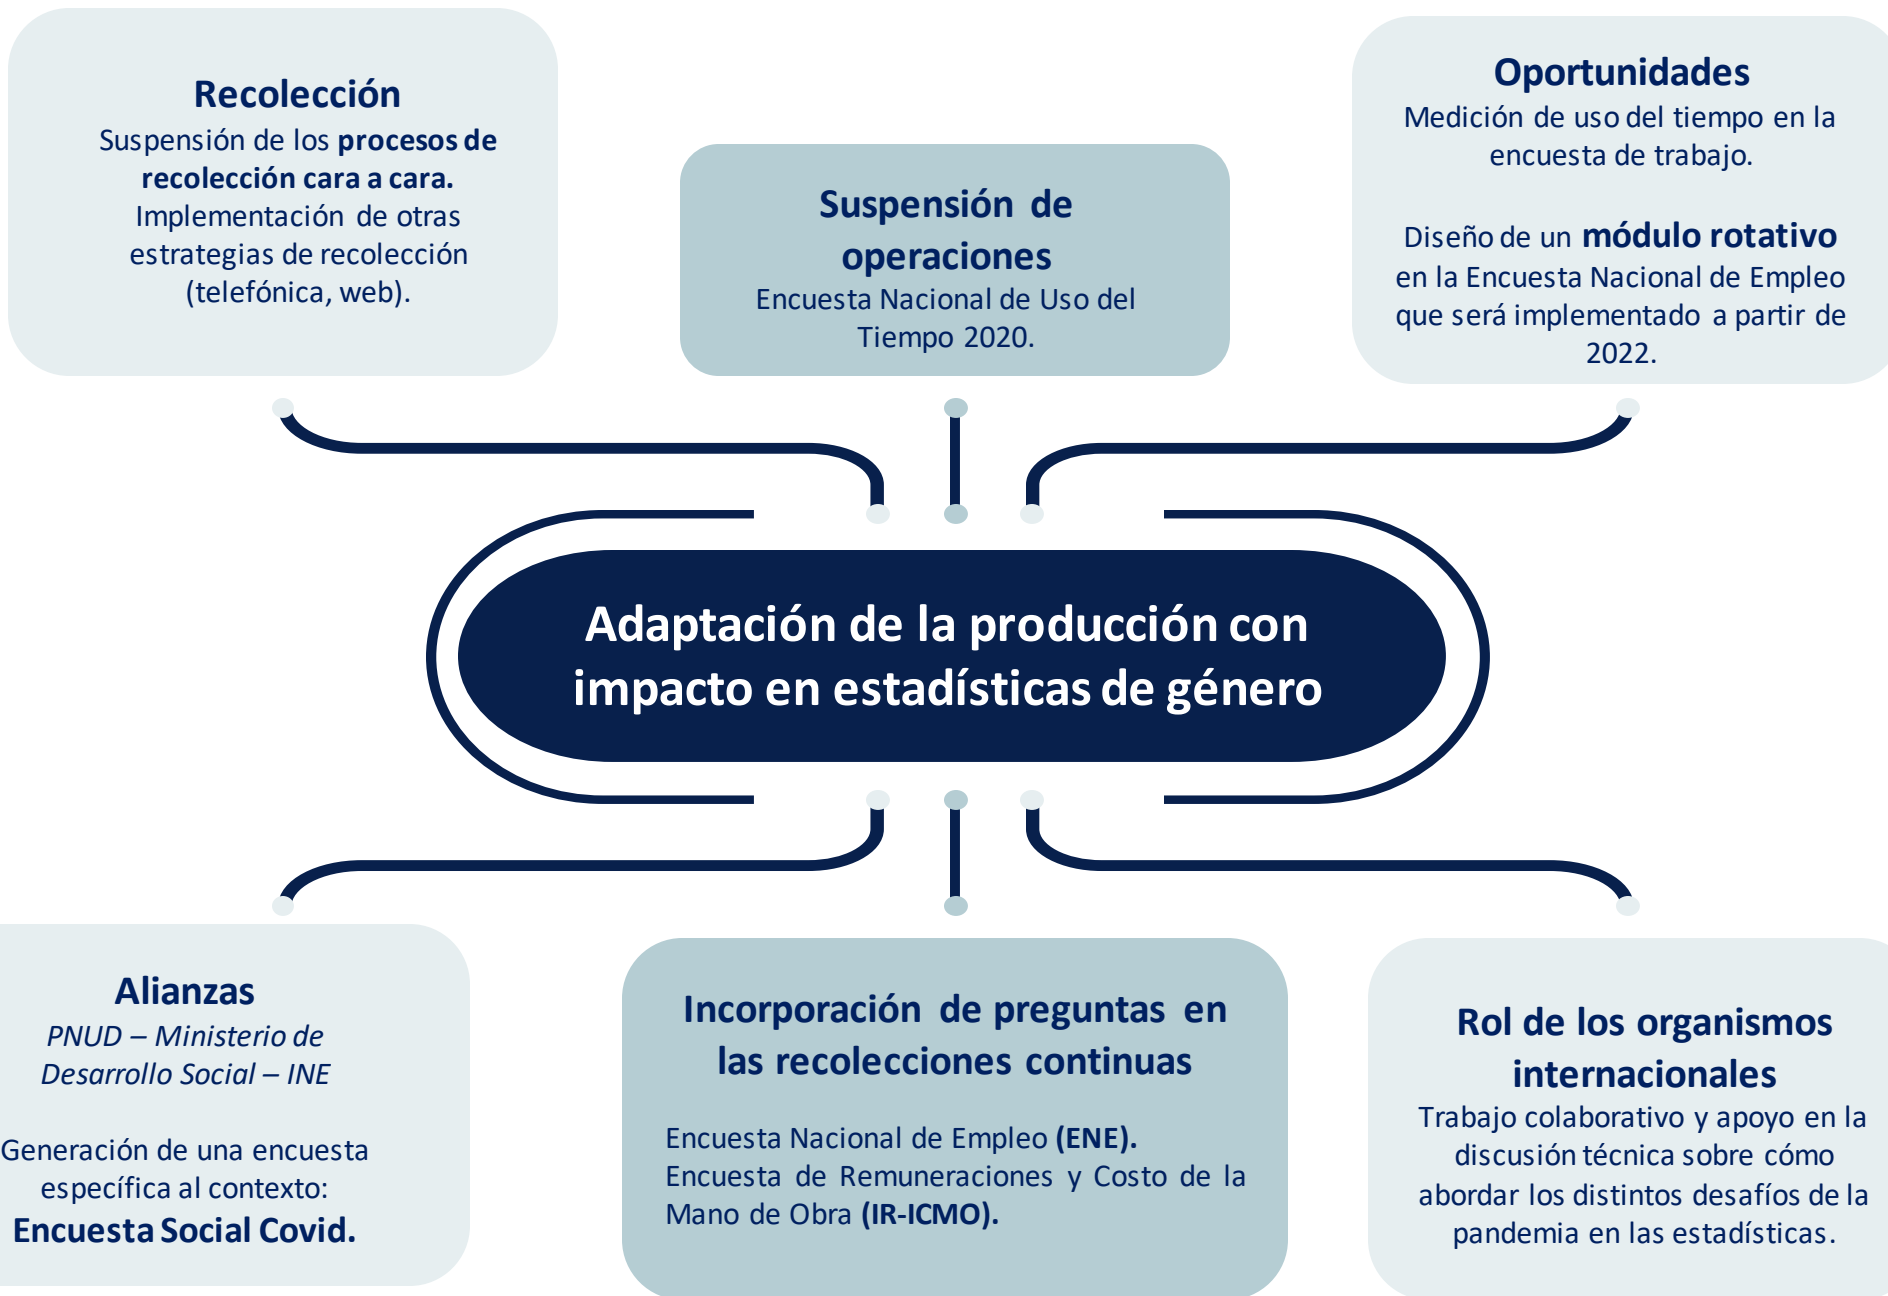 Recolección
Suspensión de los procesos de
recolección cara a cara.
Implementación de otras
estrategias de recolección
(telefónica, web).
Suspensión de
operaciones
Encuesta Nacional de Uso del
Tiempo 2020.
Oportunidades
Medición de uso del tiempo en la
encuesta de trabajo.
Diseño de un módulo rotativo
en la Encuesta Nacional de Empleo
que será implementado a partir de
2022.
Adaptación de la producción con
impacto en estadísticas de género
Alianzas
PNUD – Ministerio de
Desarrollo Social – INE
Generación de una encuesta
específica al contexto:
Encuesta Social Covid.
Incorporación de preguntas en
las recolecciones continuas
Encuesta Nacional de Empleo (ENE).
Encuesta de Remuneraciones y Costo de la
Mano de Obra (IR-ICMO).
Rol de los organismos
internacionales
Trabajo colaborativo y apoyo en la
discusión técnica sobre cómo
abordar los distintos desafíos de la
pandemia en las estadísticas.